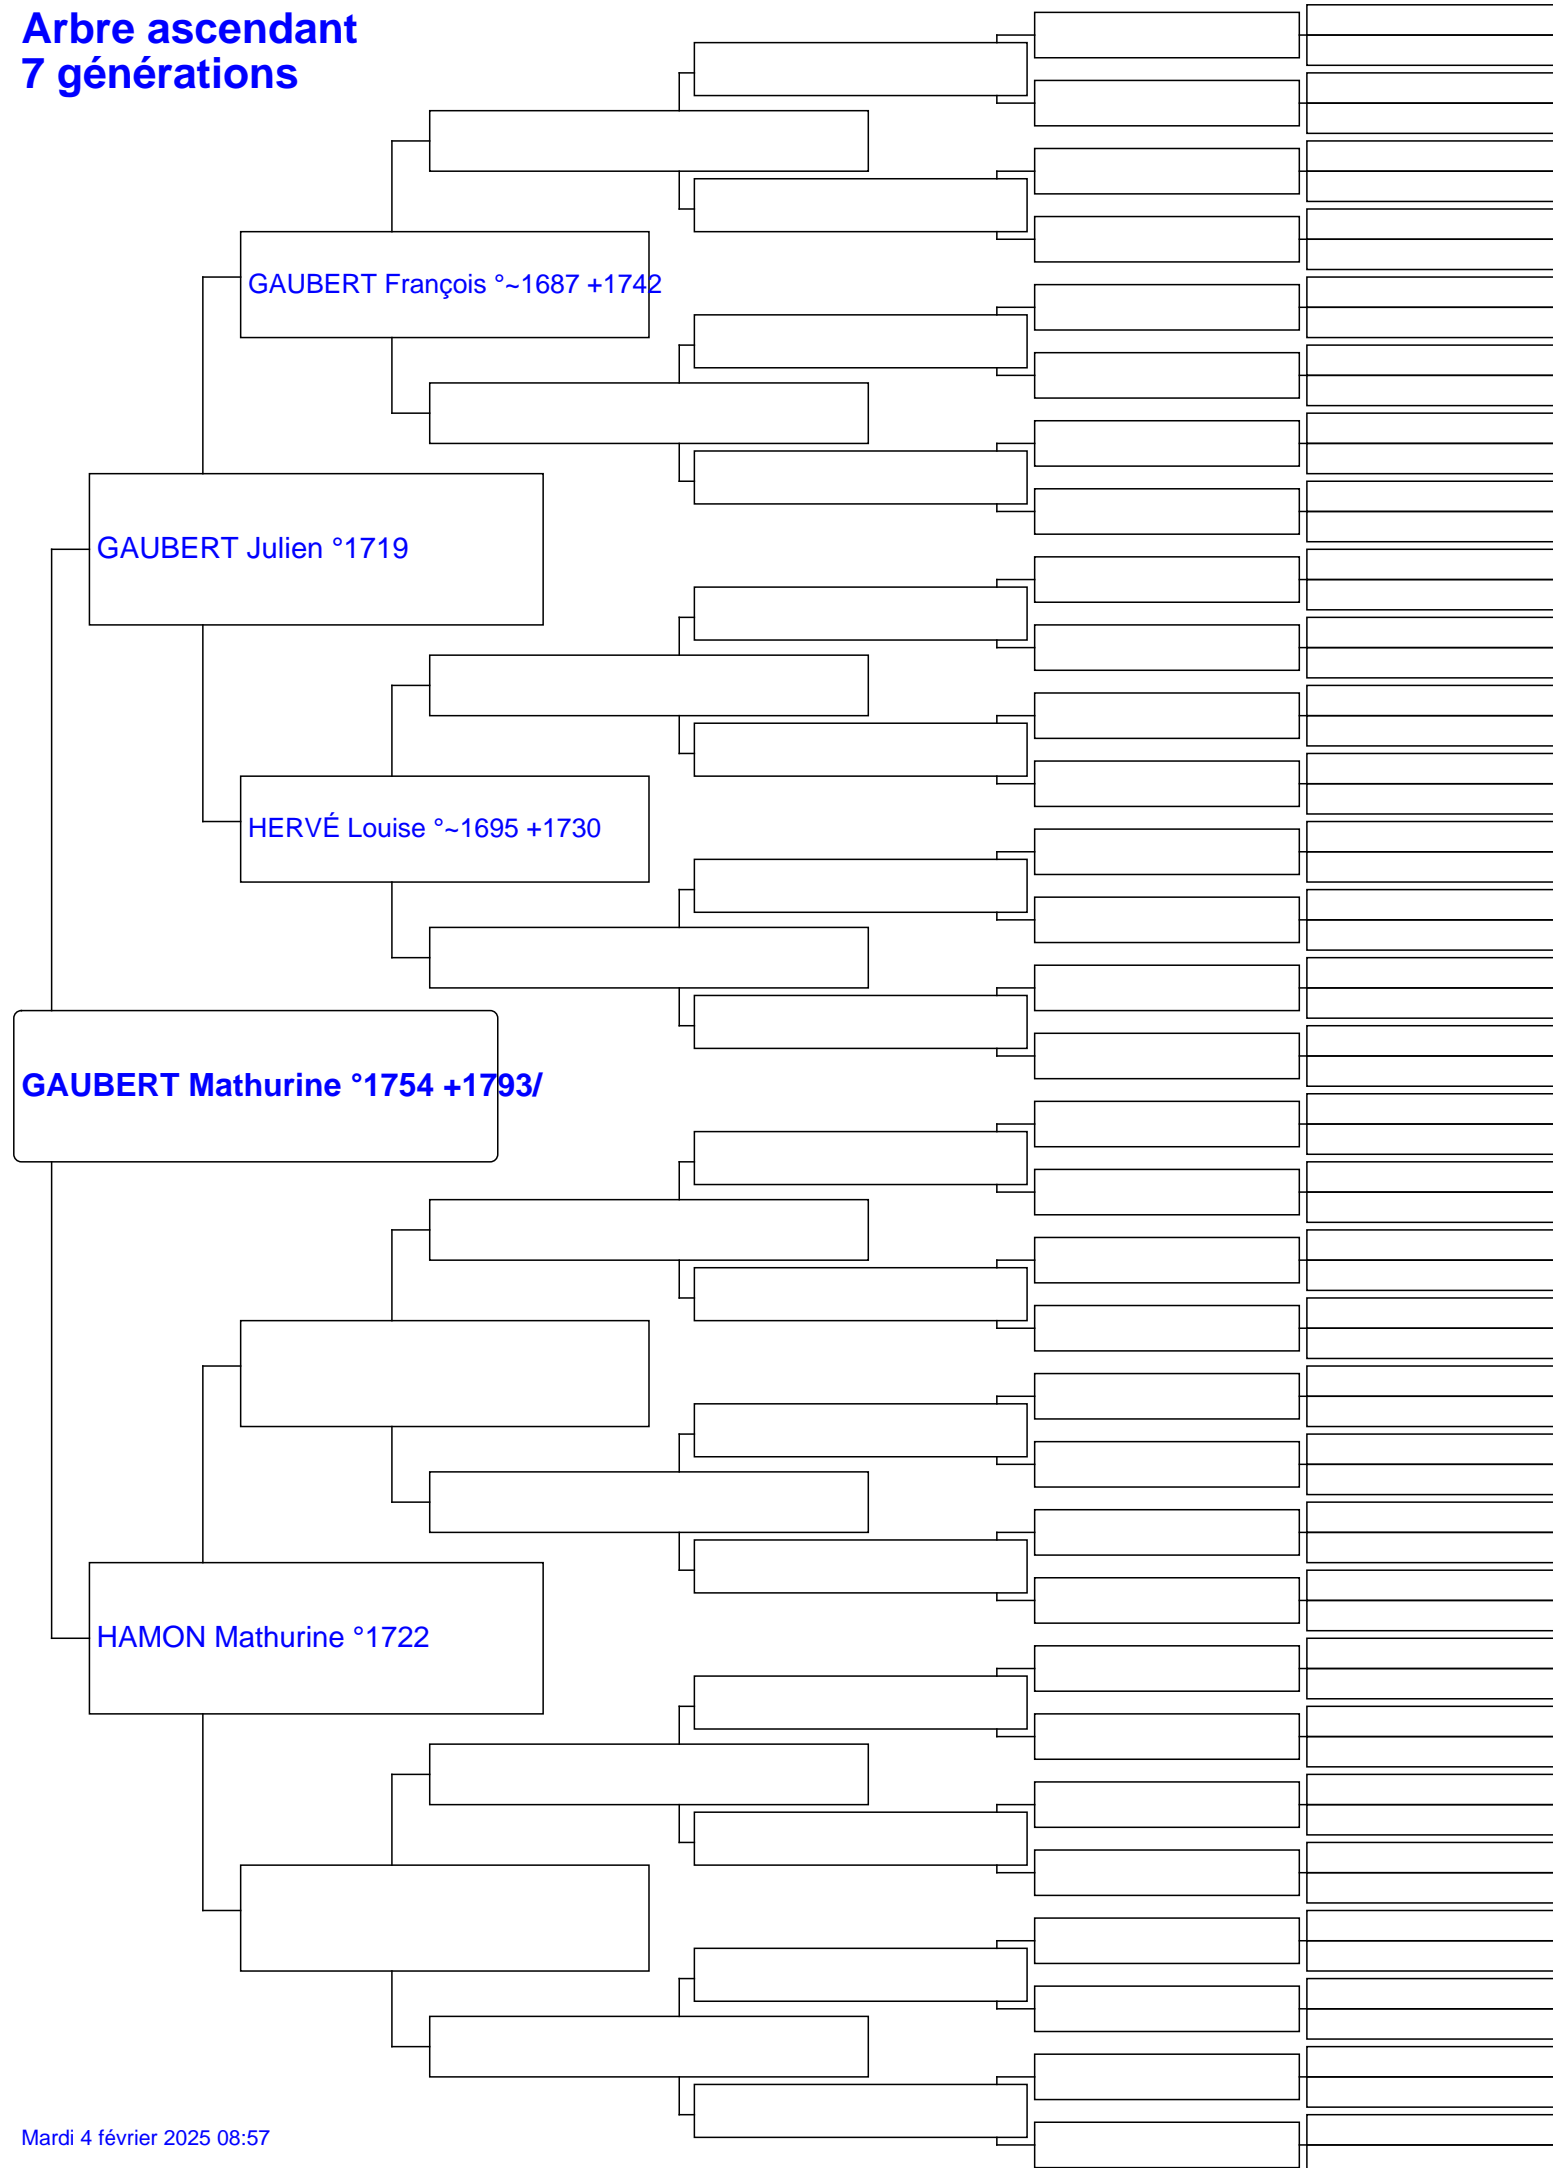 Arbre ascendant
7 générations
GAUBERT François °~1687 +1742
GAUBERT Julien °1719
HERVÉ Louise °~1695 +1730
GAUBERT Mathurine °1754 +1793/
HAMON Mathurine °1722
Mardi 4 février 2025 08:57